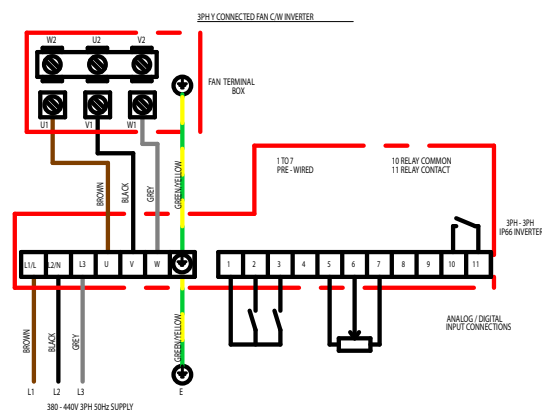 3PH Y CONNECTED FAN C/W INVERTER
W2 U2 V2
FAN TERMINAL
BOX
U1 V1 W1
1 TO 7
PRE - WIRED
10 RELAY COMMON
11 RELAY CONTACT
BROWN
BLACK
GREY
GREEN/YELLOW
3PH - 3PH
IP66 INVERTER
L1/L L2/N L3 U V W
1 2 3 4 5 6 7 8 9 10 11
BROWN
BLACK
GREY
GREEN/YELLOW
ANALOG / DIGITAL
INPUT CONNECTIONS
L1 L2 L3 E
380 - 440V 3PH 50Hz SUPPLY